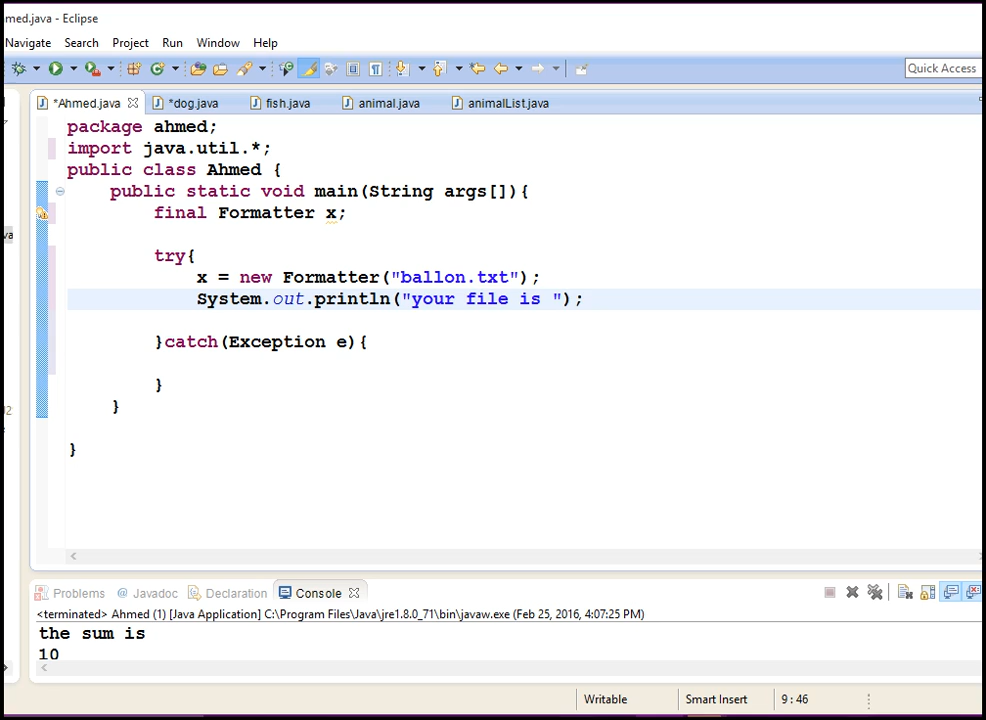 med.java - Eclipse
Navigate Search Project Run Window Help
Quick Access
*Ahmed.java *dog.java fish.java animal.java animalList.java
package ahmed;
import java.util.*;
public class Ahmed {
public static void main(String args[]){
final Formatter x;
try{
x = new Formatter("ballon.txt");
System.out.println("your file is ");
}catch(Exception e){
}
}
}
Problems @ Javadoc Declaration Console
<terminated> Ahmed (1) [Java Application] C:\Program Files\Java\jre1.8.0_71\bin\javaw.exe (Feb 25, 2016, 4:07:25 PM)
the sum is
10
Writable Smart Insert 9 : 46